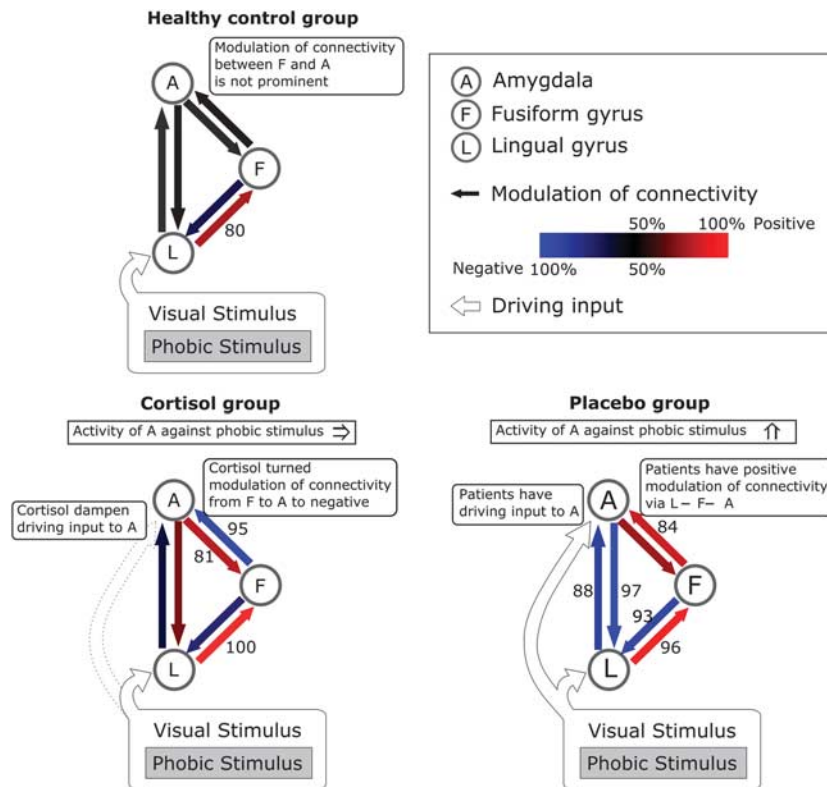 Healthy control group
Modulation of connectivity
between F and A
is not prominent
A
F
L
80
Visual Stimulus
Phobic Stimulus
A Amygdala
F Fusiform gyrus
L Lingual gyrus
Modulation of connectivity
50% 100% Positive
Negative 100% 50%
Driving input
Cortisol group
Activity of A against phobic stimulus ⇒
Cortisol turned
modulation of connectivity
from F to A to negative
Cortisol dampen
driving input to A
A
95
81
F
100
L
Visual Stimulus
Phobic Stimulus
Placebo group
Activity of A against phobic stimulus ⇑
Patients have positive
modulation of connectivity
via L – F – A
Patients have
driving input to A
A
84
F
88 97
93
96
L
Visual Stimulus
Phobic Stimulus